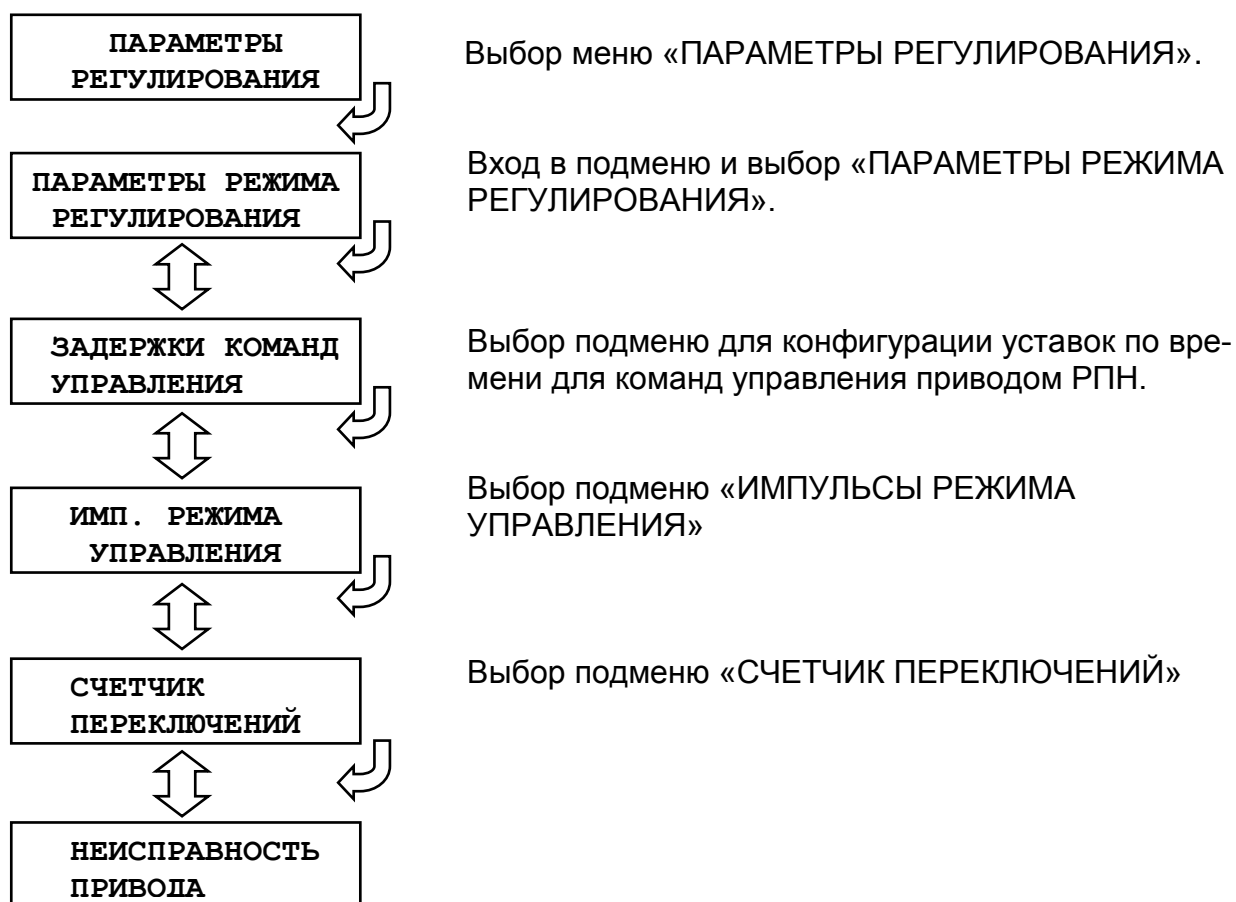 ПАРАМЕТРЫ
РЕГУЛИРОВАНИЯ
Выбор меню «ПАРАМЕТРЫ РЕГУЛИРОВАНИЯ».
ПАРАМЕТРЫ РЕЖИМА
РЕГУЛИРОВАНИЯ
Вход в подменю и выбор «ПАРАМЕТРЫ РЕЖИМА
РЕГУЛИРОВАНИЯ».
ЗАДЕРЖКИ КОМАНД
УПРАВЛЕНИЯ
Выбор подменю для конфигурации уставок по вре-
мени для команд управления приводом РПН.
ИМП. РЕЖИМА
УПРАВЛЕНИЯ
Выбор подменю «ИМПУЛЬСЫ РЕЖИМА
УПРАВЛЕНИЯ»
СЧЕТЧИК
ПЕРЕКЛЮЧЕНИЙ
Выбор подменю «СЧЕТЧИК ПЕРЕКЛЮЧЕНИЙ»
НЕИСПРАВНОСТЬ
ПРИВОДА